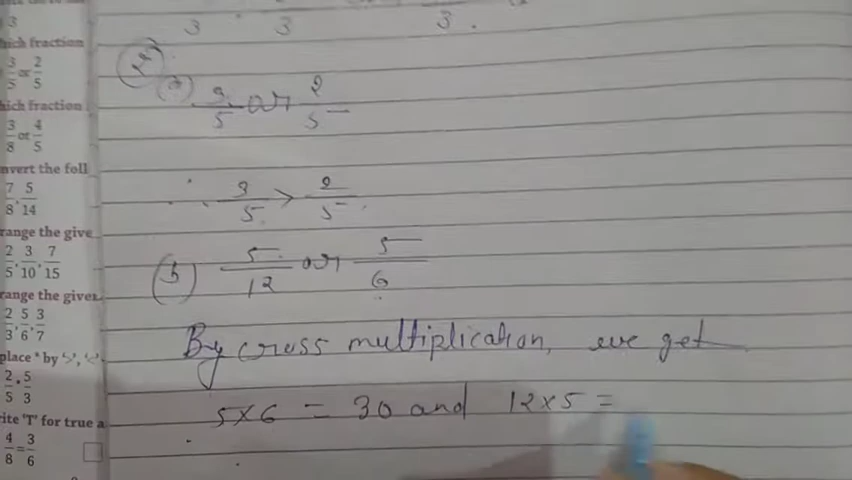 3 3 3 .
(a) 3/5 or 2/5
3/5 > 2/5
(b) 5/12 or 5/6
By cross multiplication, we get
5×6 = 30 and 12×5 =
3
hich fraction
3/5 or 2/5
hich fraction
3/8 or 4/5
nvert the foll
7/8, 5/14
range the give
2/5, 3/10, 7/15
range the given
2/3, 5/6, 3/7
place * by '>', '<'
2/5 * 5/3
rite 'T' for true a
4/8 = 3/6